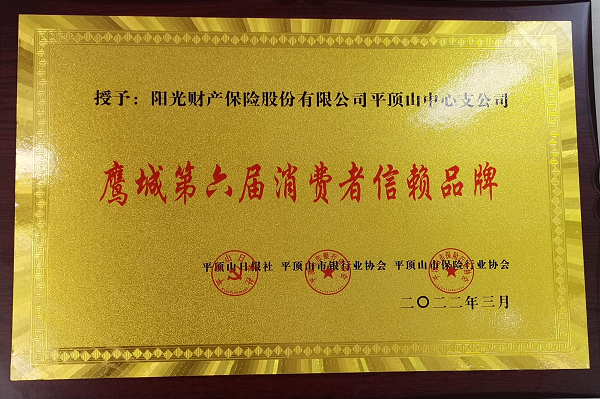 授予：阳光财产保险股份有限公司平顶山中心支公司
鹰城第六届消费者信赖品牌
平顶山日报社 平顶山市银行业协会 平顶山市保险行业协会
二〇二二年三月